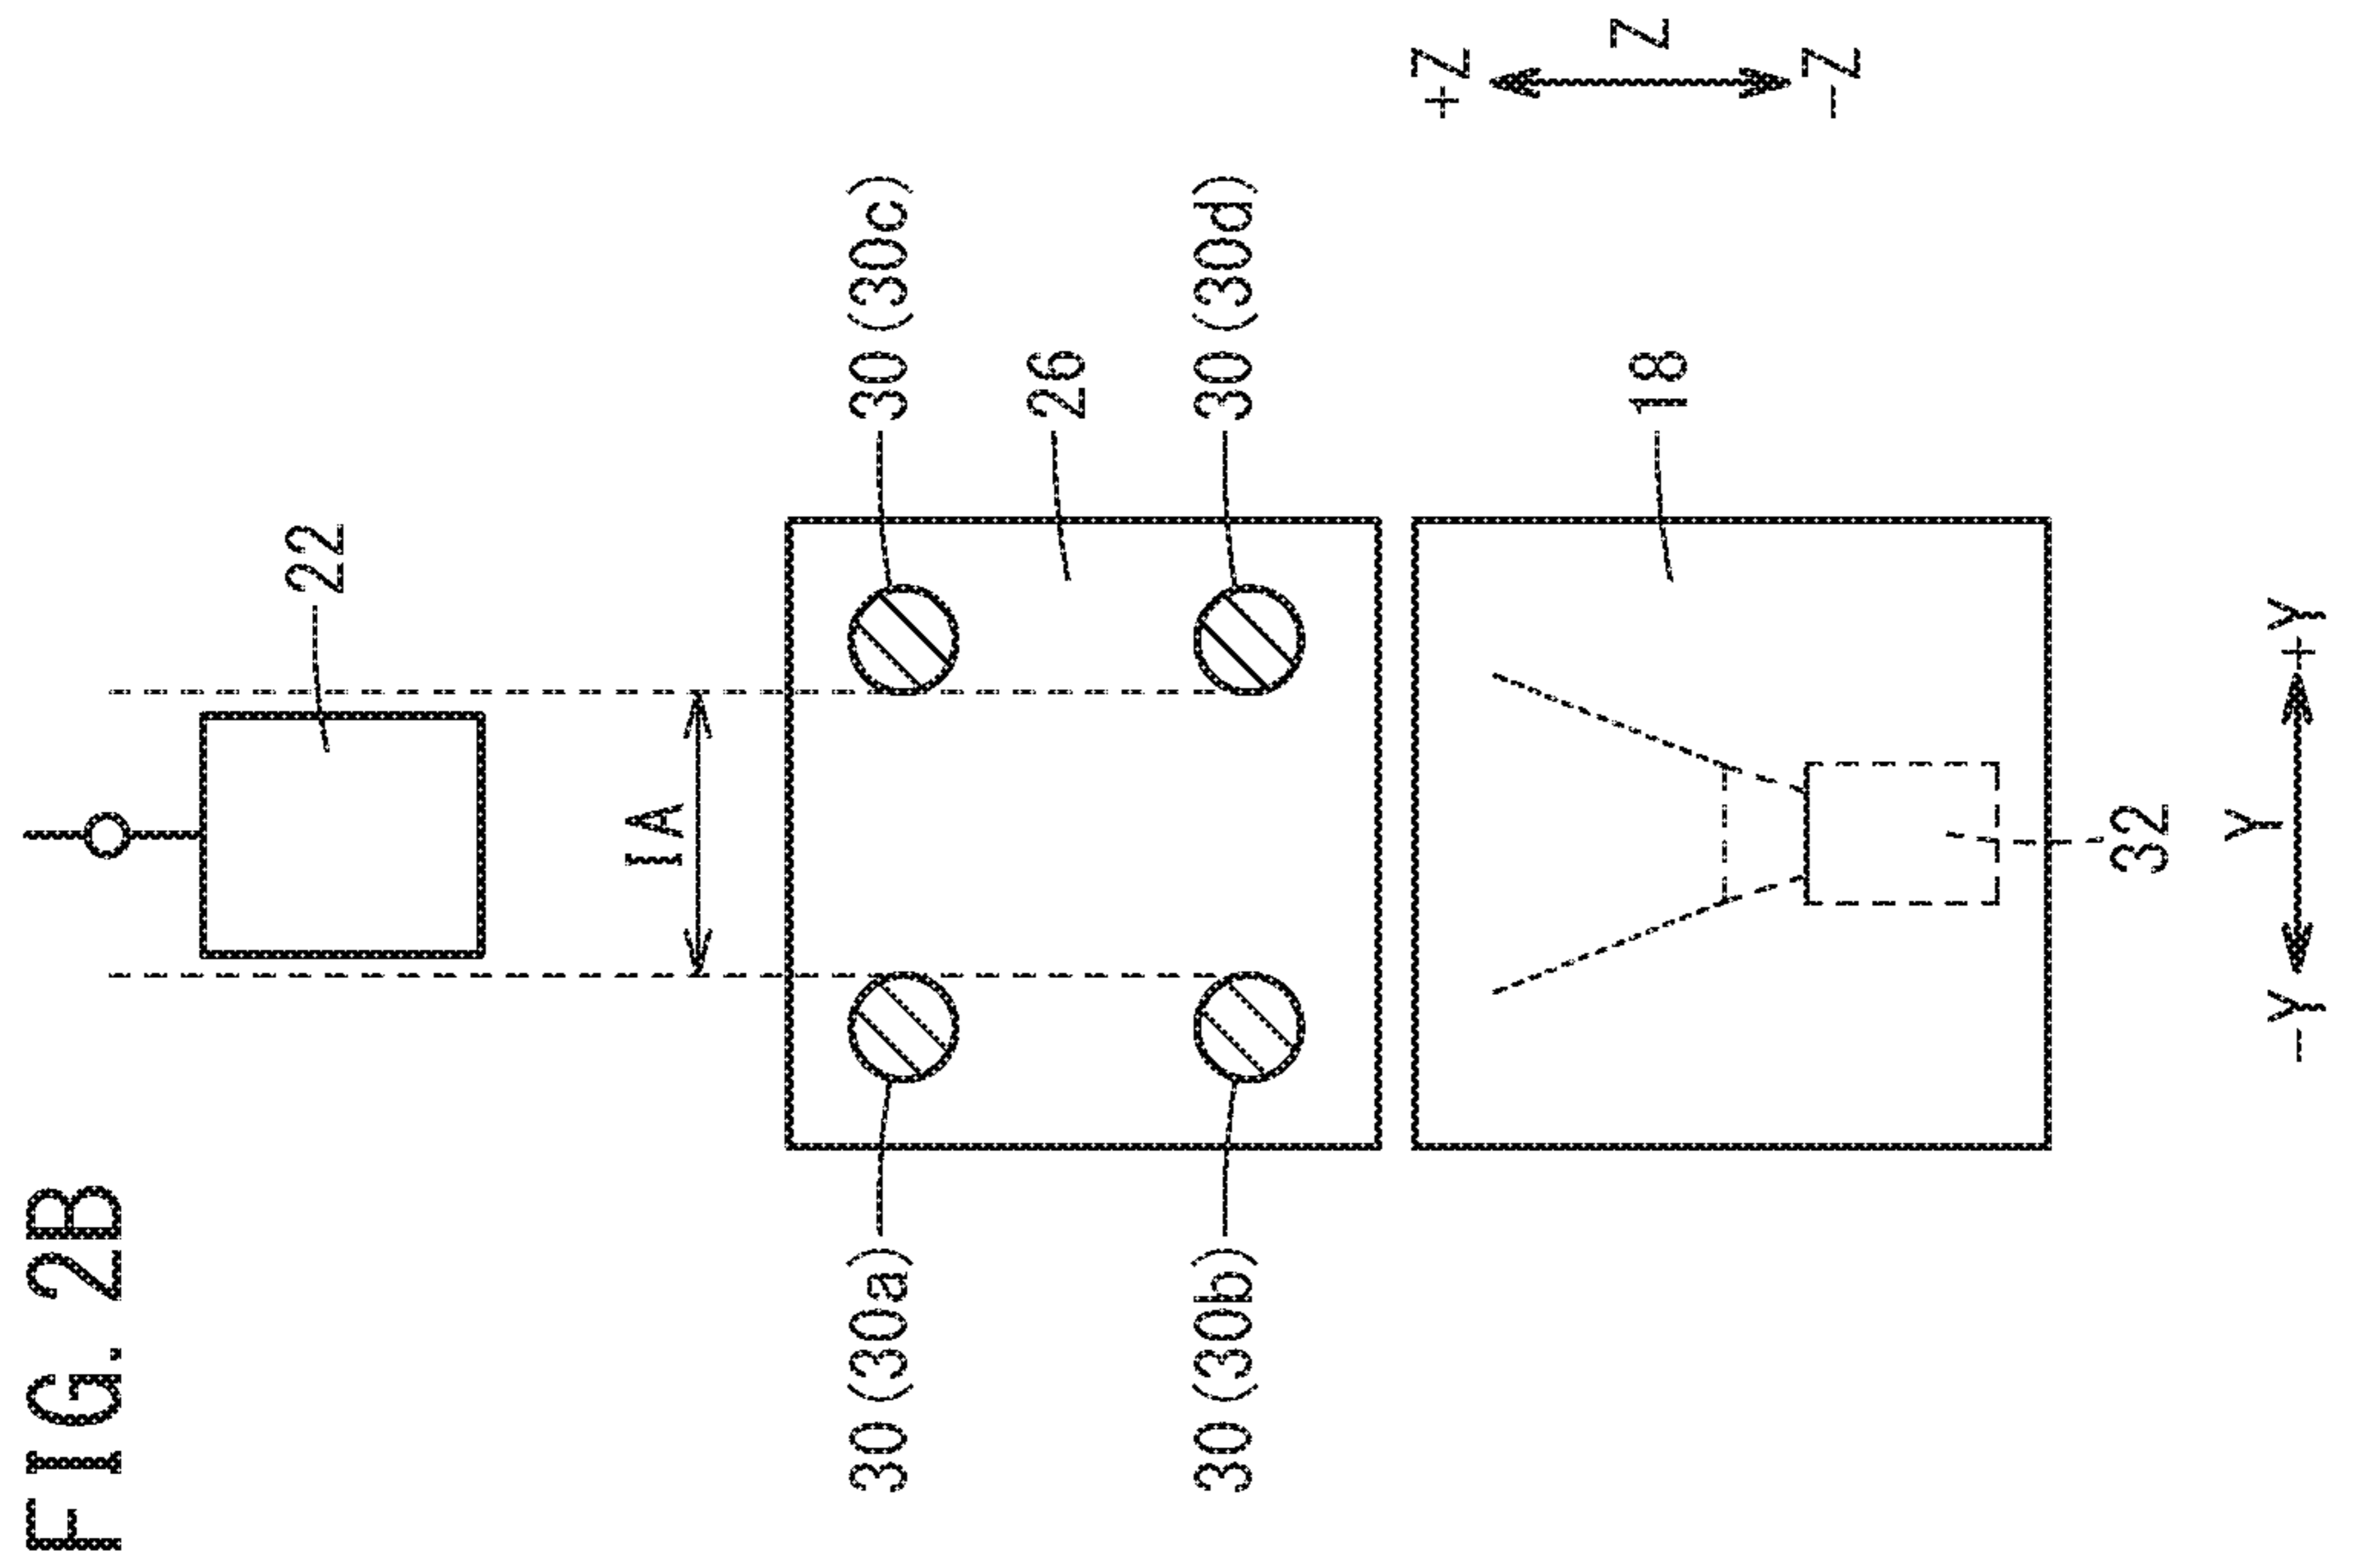 FIG. 2B
22
IA
30(30a)
30(30c)
26
30(30b)
30(30d)
18
32
+Z
Z
-Z
-Y
Y
+Y